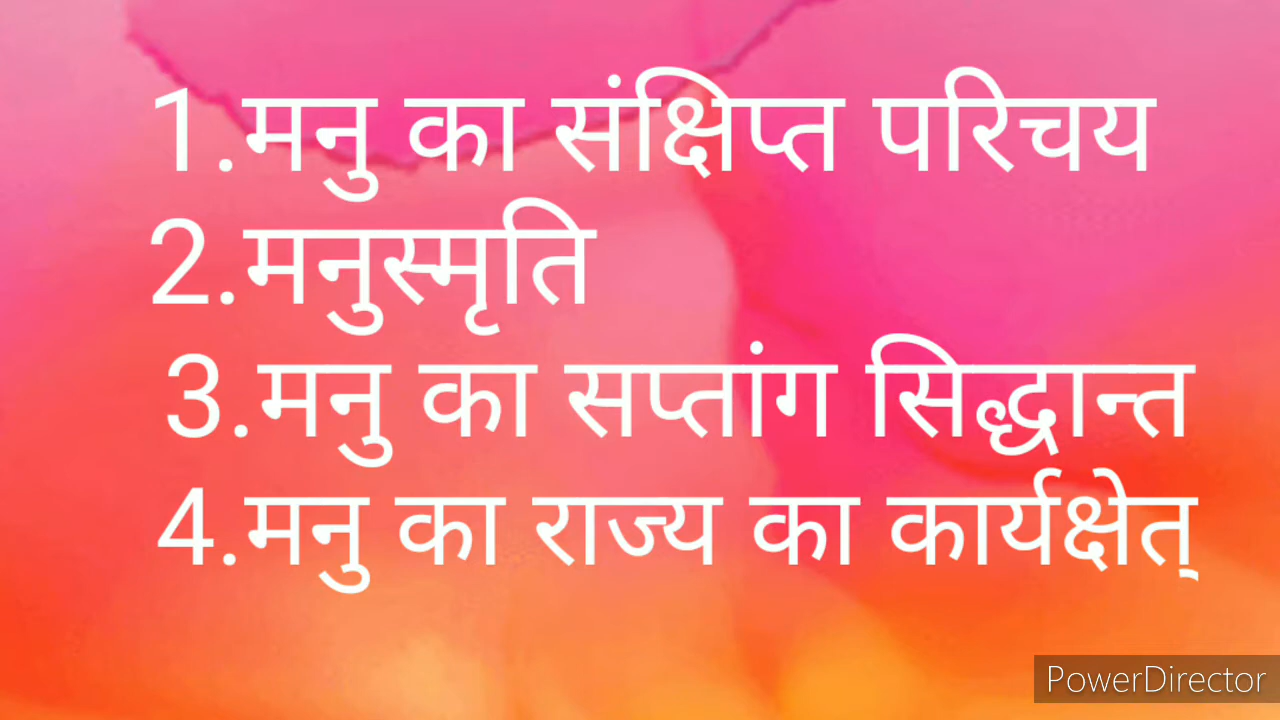 1.मनु का संक्षिप्त परिचय
2.मनुस्मृति
3.मनु का सप्तांग सिद्धान्त
4.मनु का राज्य का कार्यक्षेत्
PowerDirector